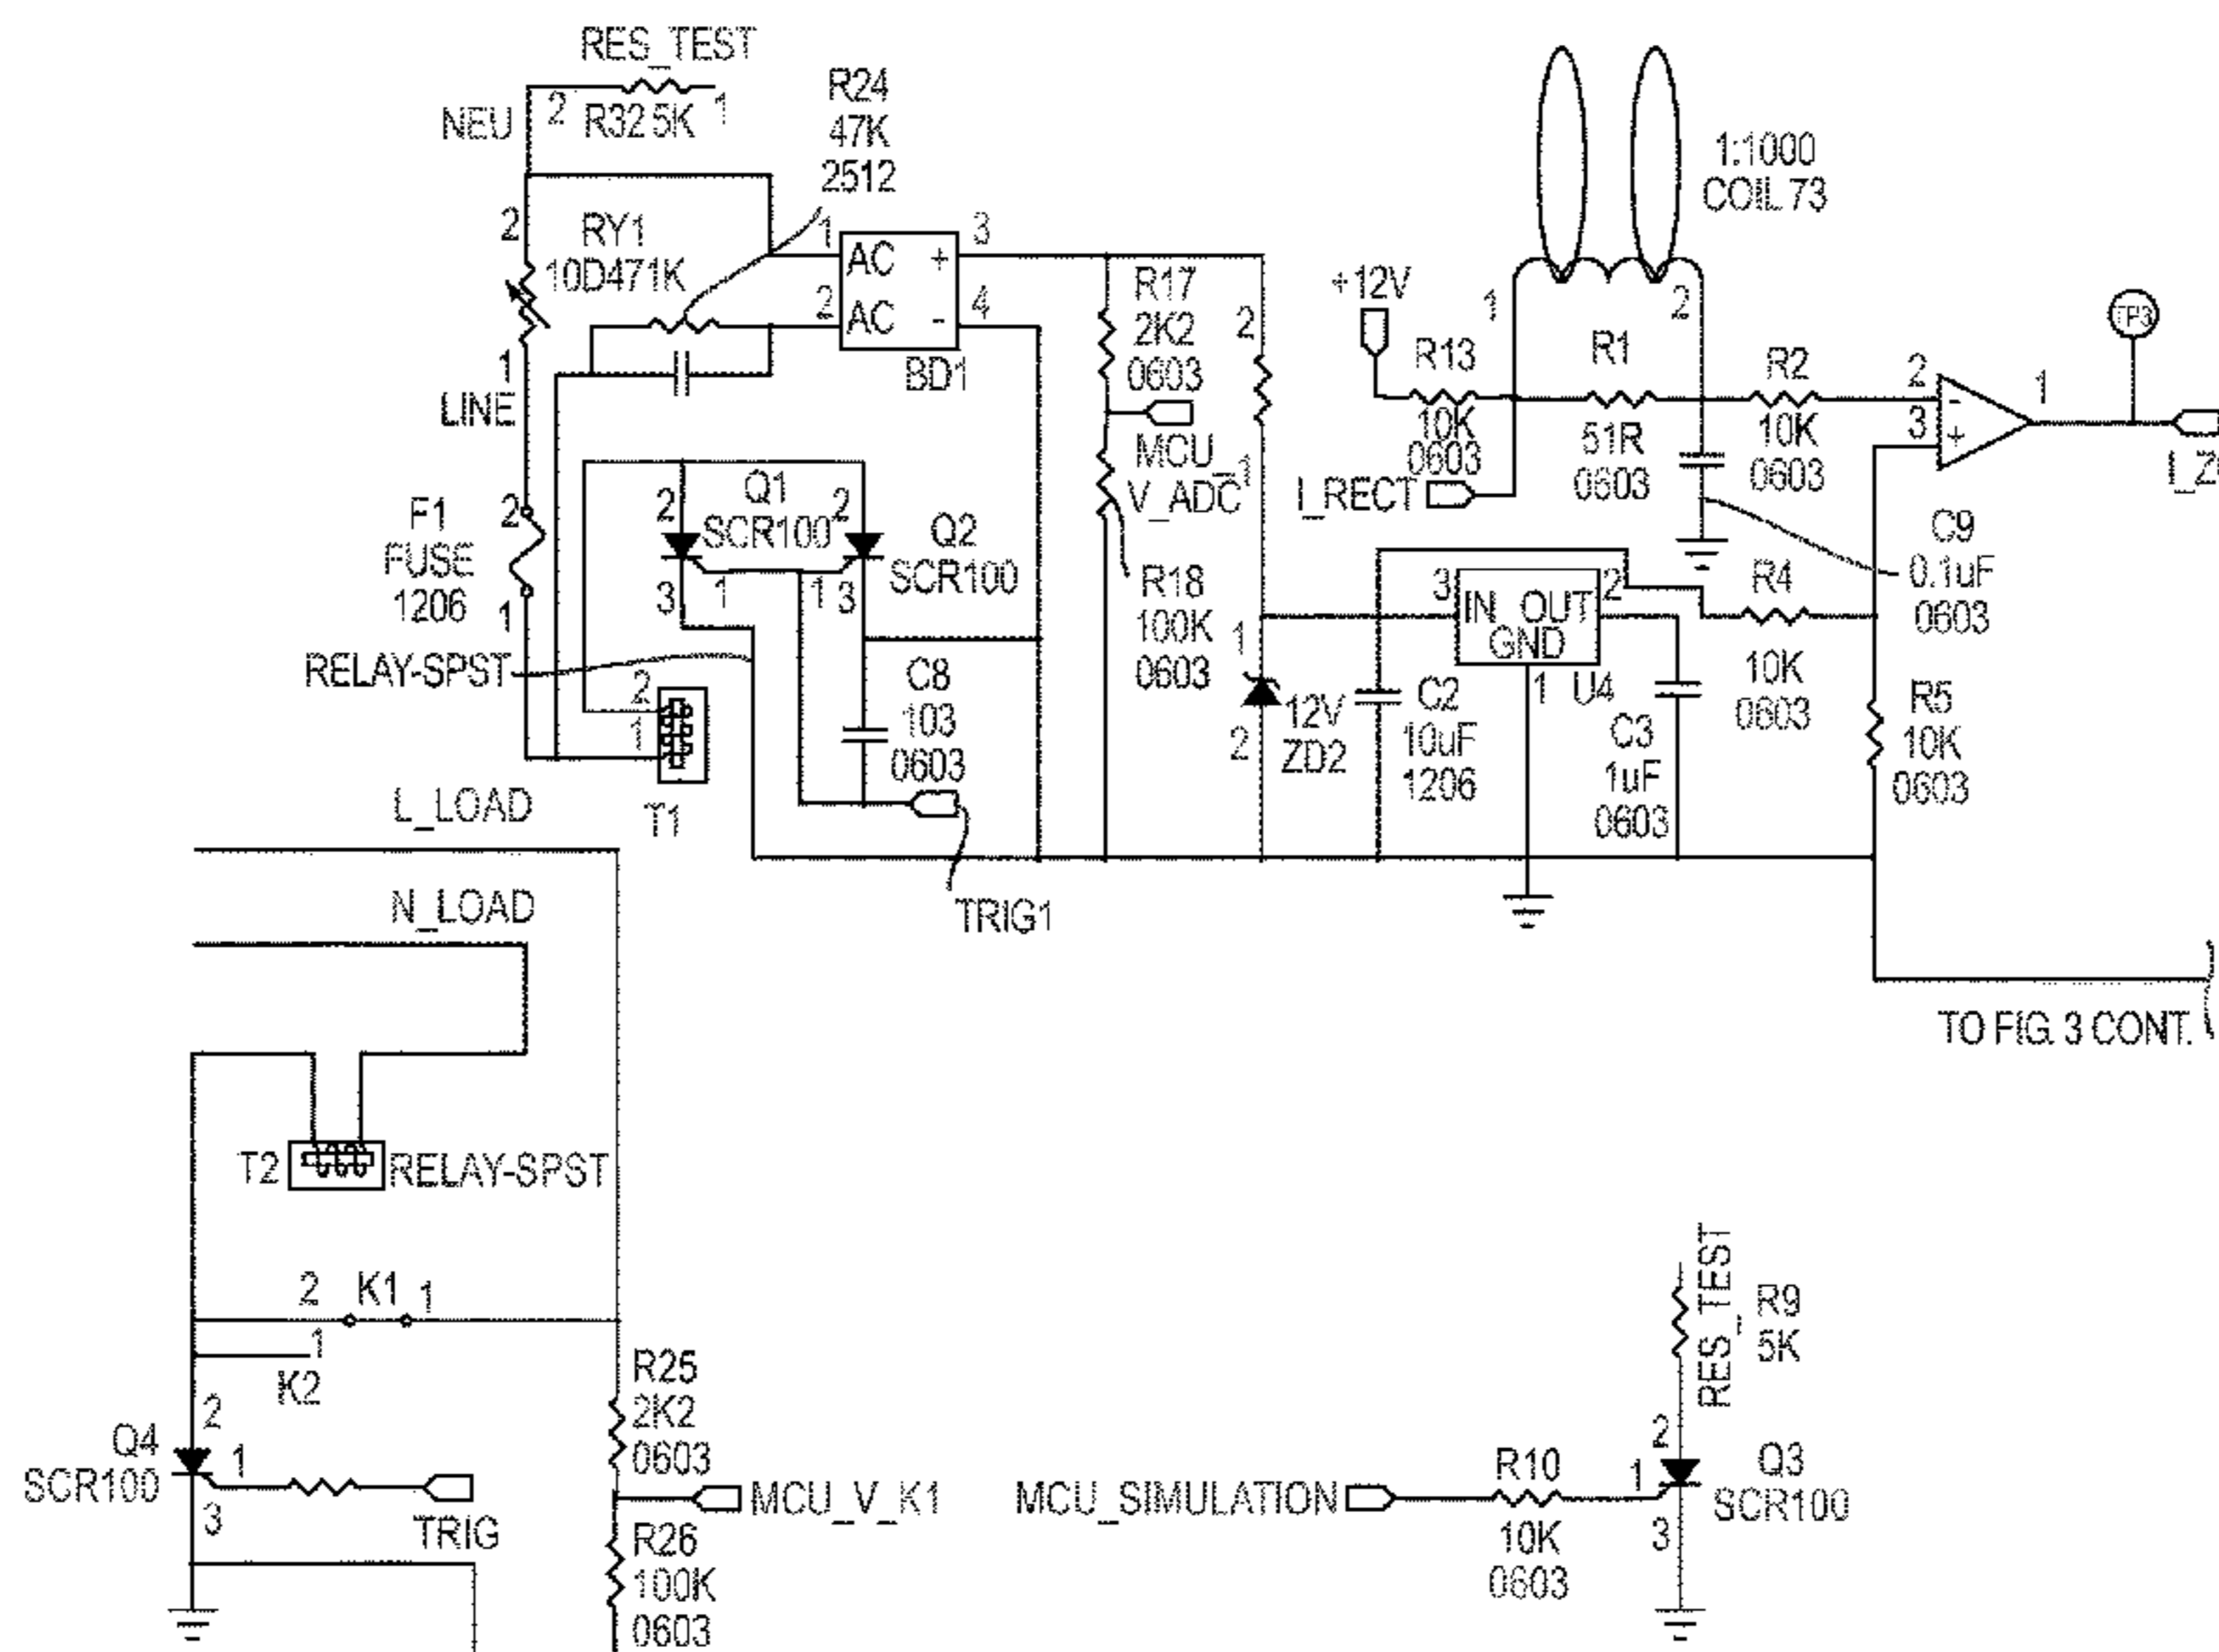 RES_TEST
NEU
2
R32 5K
1
R24
47K
2512
2
RY1
10D471K
1
LINE
1
AC
+
3
2
AC
-
4
BD1
R17
2K2
0603
MCU_
V_ADC
2
1
R18
100K
0603
F1
FUSE
1206
2
1
Q1
SCR100
2
3
1
2
Q2
SCR100
1
3
RELAY-SPST
2
1
T1
C8
103
0603
TRIG1
1
12V
ZD2
2
C2
10uF
1206
3
IN OUT
GND
2
1
U4
C3
1uF
0603
1:1000
COIL 73
+12V
1
2
R13
10K
0603
I_RECT
R1
51R
0603
R2
10K
0603
2
-
3
+
1
TP3
C9
0.1uF
0603
R4
10K
0603
R5
10K
0603
TO FIG. 3 CONT.
L_LOAD
N_LOAD
T2
RELAY-SPST
2
K1
1
1
K2
2
Q4
SCR100
1
3
TRIG
R25
2K2
0603
MCU_V_K1
R26
100K
0603
MCU_SIMULATION
R10
10K
0603
RES_TEST
R9
5K
2
1
Q3
SCR100
3